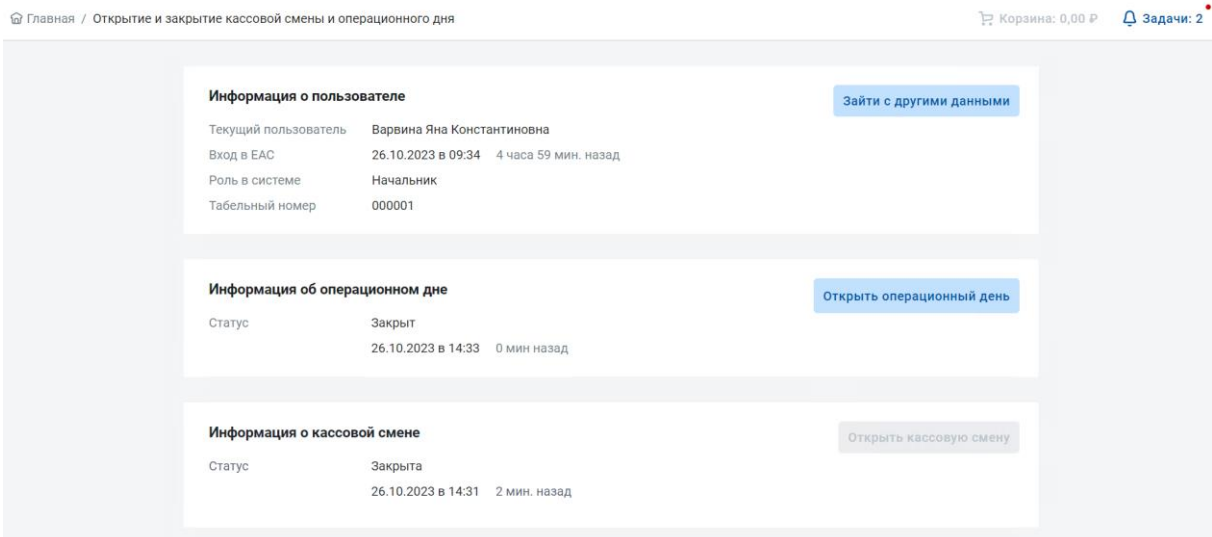 Главная / Открытие и закрытие кассовой смены и операционного дня Корзина: 0,00 ₽ Задачи: 2
Информация о пользователе Зайти с другими данными
Текущий пользователь Варвина Яна Константиновна
Вход в ЕАС 26.10.2023 в 09:34 4 часа 59 мин. назад
Роль в системе Начальник
Табельный номер 000001
Информация об операционном дне Открыть операционный день
Статус Закрыт
26.10.2023 в 14:33 0 мин назад
Информация о кассовой смене Открыть кассовую смену
Статус Закрыта
26.10.2023 в 14:31 2 мин. назад